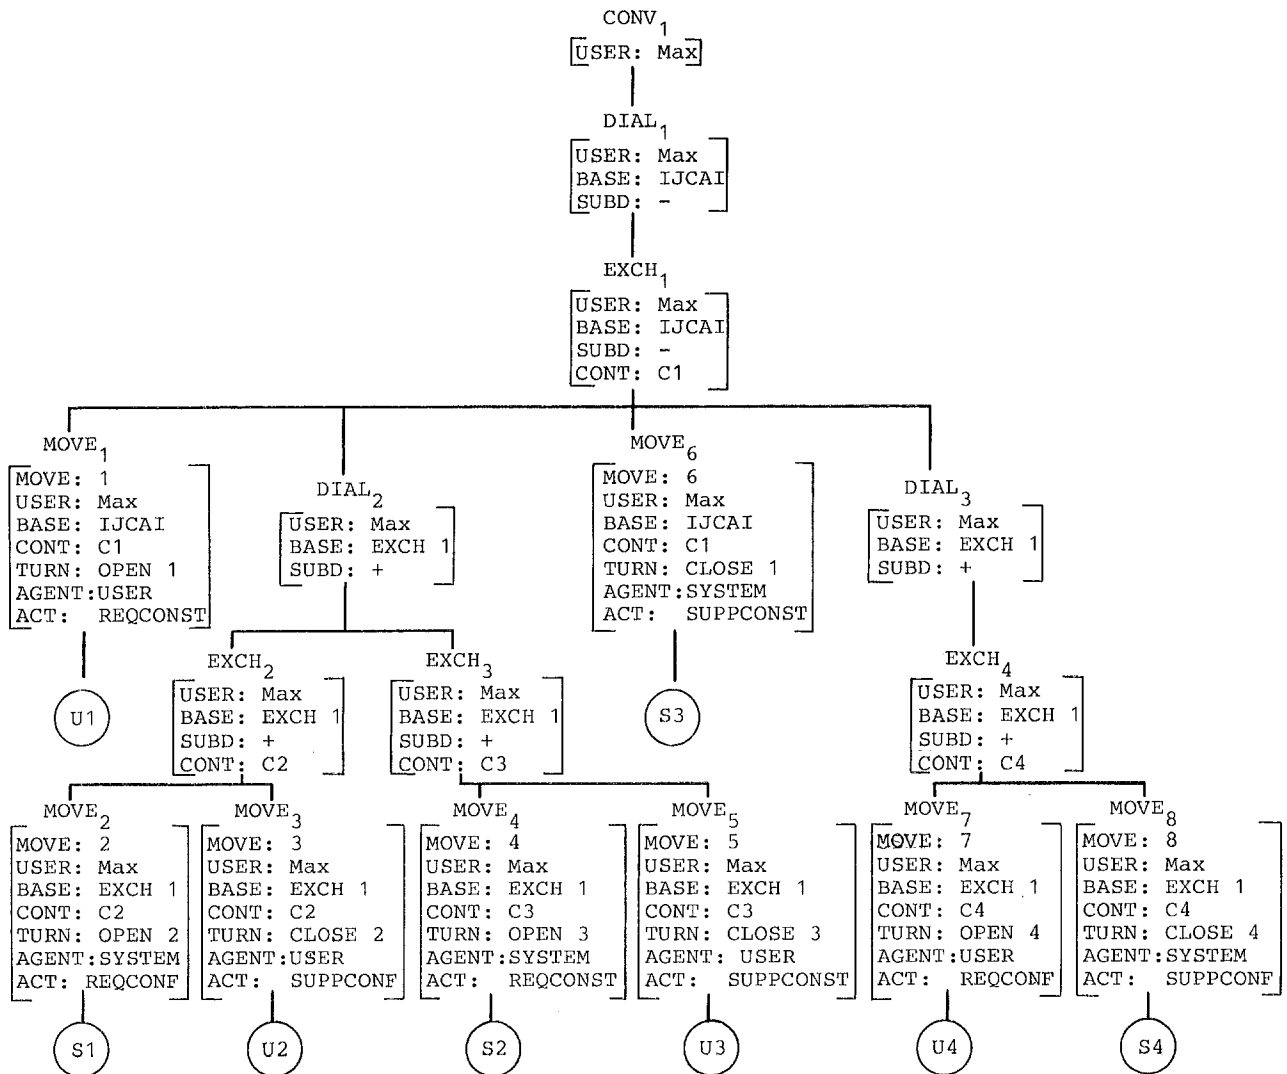 CONV1
USER: Max
DIAL1
USER: Max
BASE: IJCAI
SUBD: -
EXCH1
USER: Max
BASE: IJCAI
SUBD: -
CONT: C1
MOVE1
MOVE: 1
USER: Max
BASE: IJCAI
CONT: C1
TURN: OPEN 1
AGENT:USER
ACT: REQCONST
U1
DIAL2
USER: Max
BASE: EXCH 1
SUBD: +
MOVE6
MOVE: 6
USER: Max
BASE: IJCAI
CONT: C1
TURN: CLOSE 1
AGENT:SYSTEM
ACT: SUPPCONST
S3
DIAL3
USER: Max
BASE: EXCH 1
SUBD: +
EXCH2
USER: Max
BASE: EXCH 1
SUBD: +
CONT: C2
EXCH3
USER: Max
BASE: EXCH 1
SUBD: +
CONT: C3
EXCH4
USER: Max
BASE: EXCH 1
SUBD: +
CONT: C4
MOVE2
MOVE: 2
USER: Max
BASE: EXCH 1
CONT: C2
TURN: OPEN 2
AGENT:SYSTEM
ACT: REQCONF
S1
MOVE3
MOVE: 3
USER: Max
BASE: EXCH 1
CONT: C2
TURN: CLOSE 2
AGENT:USER
ACT: SUPPCONF
U2
MOVE4
MOVE: 4
USER: Max
BASE: EXCH 1
CONT: C3
TURN: OPEN 3
AGENT:SYSTEM
ACT: REQCONST
S2
MOVE5
MOVE: 5
USER: Max
BASE: EXCH 1
CONT: C3
TURN: CLOSE 3
AGENT: USER
ACT: SUPPCONST
U3
MOVE7
MOVE: 7
USER: Max
BASE: EXCH 1
CONT: C4
TURN: OPEN 4
AGENT:USER
ACT: REQCONF
U4
MOVE8
MOVE: 8
USER: Max
BASE: EXCH 1
CONT: C4
TURN: CLOSE 4
AGENT:SYSTEM
ACT: SUPPCONF
S4